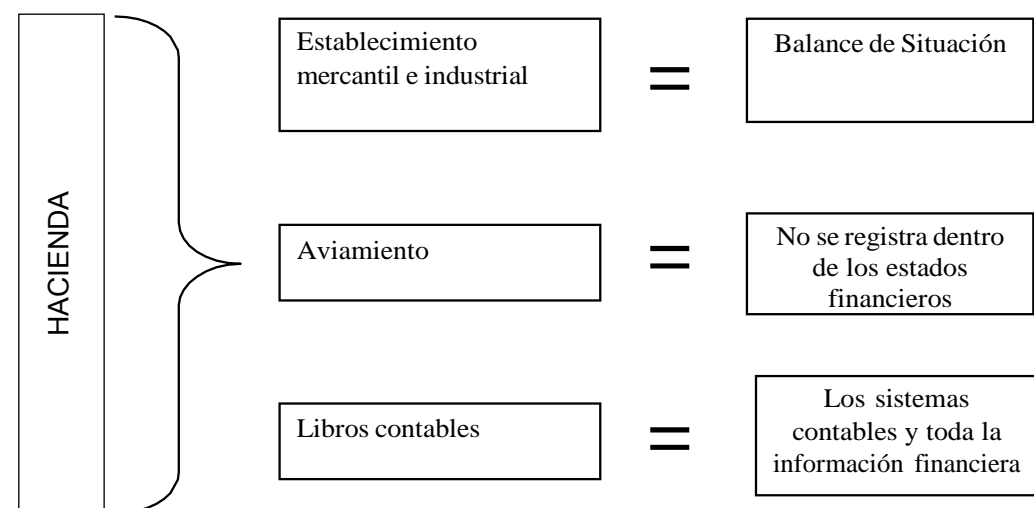 HACIENDA
Establecimiento
mercantil e industrial
=
Balance de Situación
Aviamiento
=
No se registra dentro
de los estados
financieros
Libros contables
=
Los sistemas
contables y toda la
información financiera